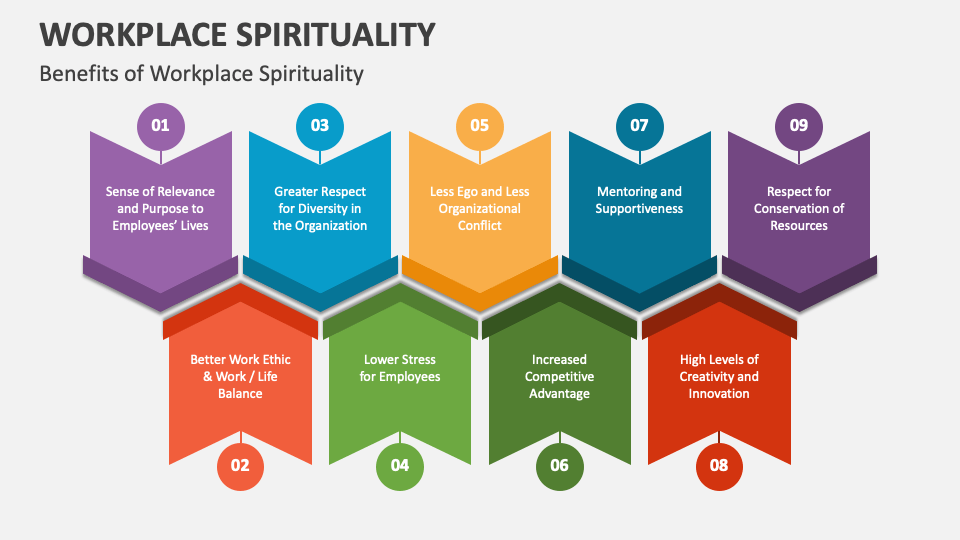 WORKPLACE SPIRITUALITY
Benefits of Workplace Spirituality
01
Sense of Relevance
and Purpose to
Employees’ Lives
02
Better Work Ethic
& Work / Life
Balance
03
Greater Respect
for Diversity in
the Organization
04
Lower Stress
for Employees
05
Less Ego and Less
Organizational
Conflict
06
Increased
Competitive
Advantage
07
Mentoring and
Supportiveness
08
High Levels of
Creativity and
Innovation
09
Respect for
Conservation of
Resources